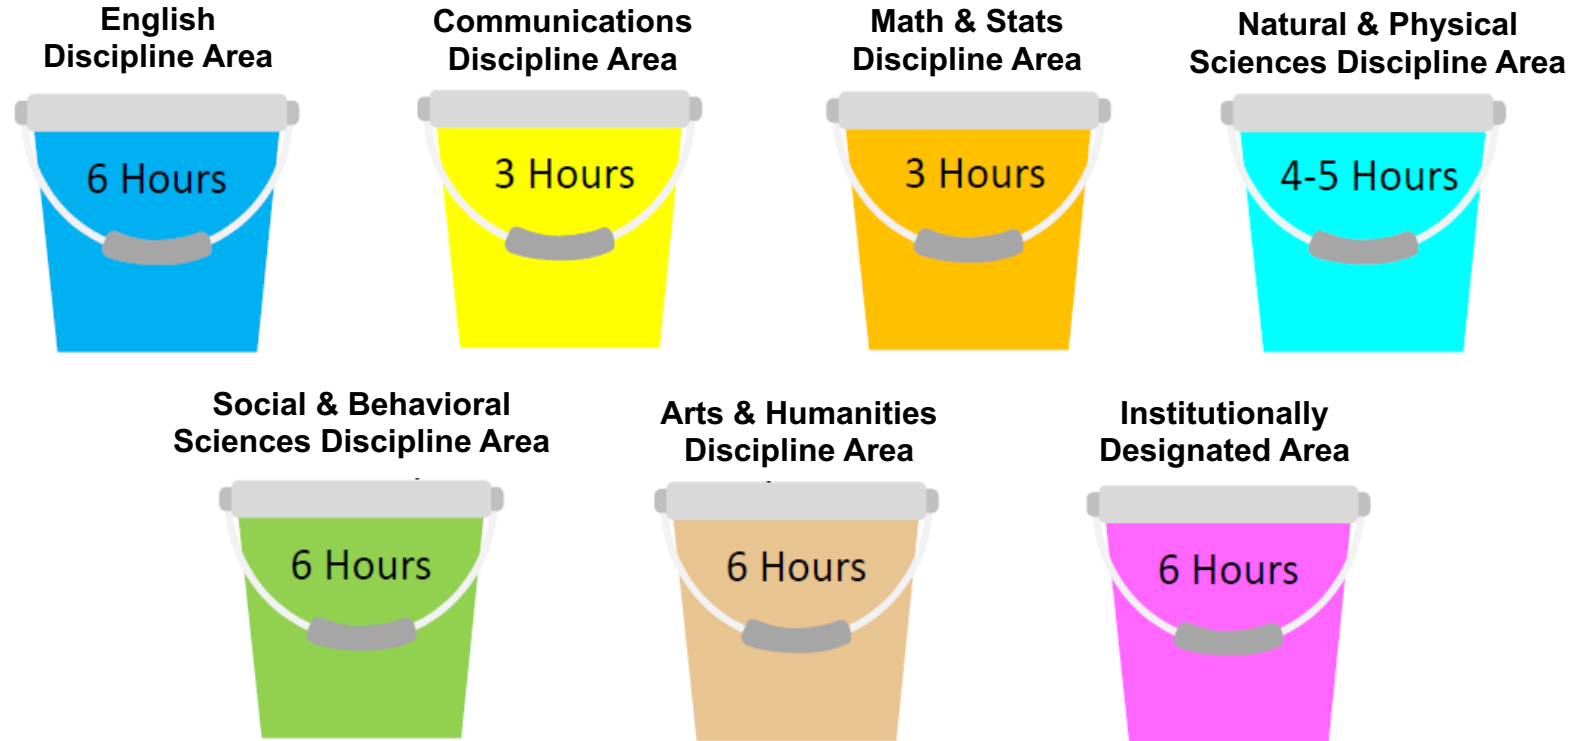 English
Discipline Area
6 Hours
Communications
Discipline Area
3 Hours
Math & Stats
Discipline Area
3 Hours
Natural & Physical
Sciences Discipline Area
4-5 Hours
Social & Behavioral
Sciences Discipline Area
6 Hours
Arts & Humanities
Discipline Area
6 Hours
Institutionally
Designated Area
6 Hours